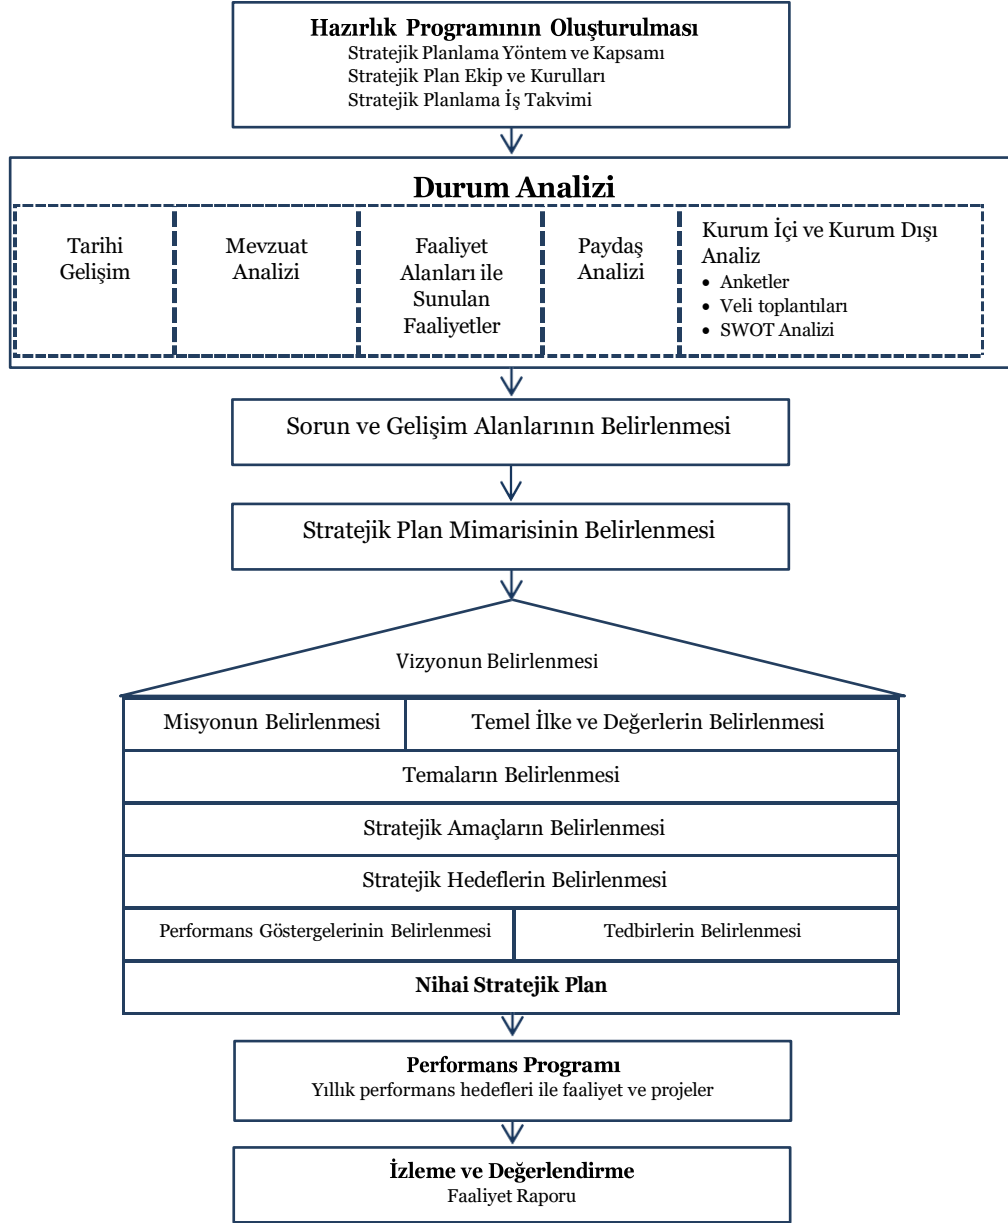 Hazırlık Programının Oluşturulması
Stratejik Planlama Yöntem ve Kapsamı
Stratejik Plan Ekip ve Kurulları
Stratejik Planlama İş Takvimi
Durum Analizi
Tarihi
Gelişim
Mevzuat
Analizi
Faaliyet
Alanları ile
Sunulan
Faaliyetler
Paydaş
Analizi
Kurum İçi ve Kurum Dışı
Analiz
• Anketler
• Veli toplantıları
• SWOT Analizi
Sorun ve Gelişim Alanlarının Belirlenmesi
Stratejik Plan Mimarisinin Belirlenmesi
Vizyonun Belirlenmesi
Misyonun Belirlenmesi
Temel İlke ve Değerlerin Belirlenmesi
Temaların Belirlenmesi
Stratejik Amaçların Belirlenmesi
Stratejik Hedeflerin Belirlenmesi
Performans Göstergelerinin Belirlenmesi
Tedbirlerin Belirlenmesi
Nihai Stratejik Plan
Performans Programı
Yıllık performans hedefleri ile faaliyet ve projeler
İzleme ve Değerlendirme
Faaliyet Raporu